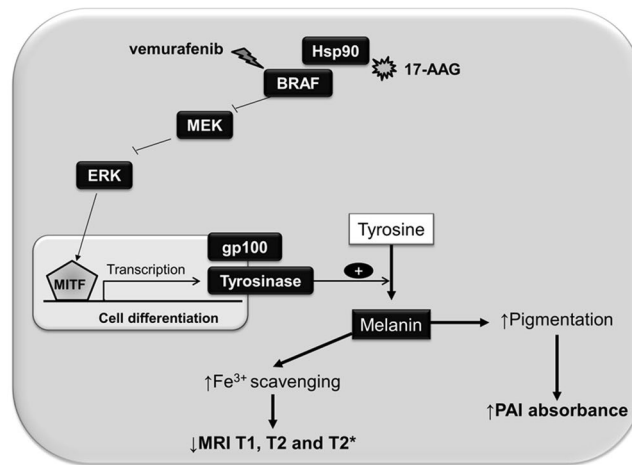 vemurafenib
Hsp90
17-AAG
BRAF
MEK
ERK
gp100
Tyrosine
MITF
Transcription
Tyrosinase
+
Cell differentiation
Melanin
↑Pigmentation
↑Fe³⁺ scavenging
↑PAI absorbance
↓MRI T1, T2 and T2*